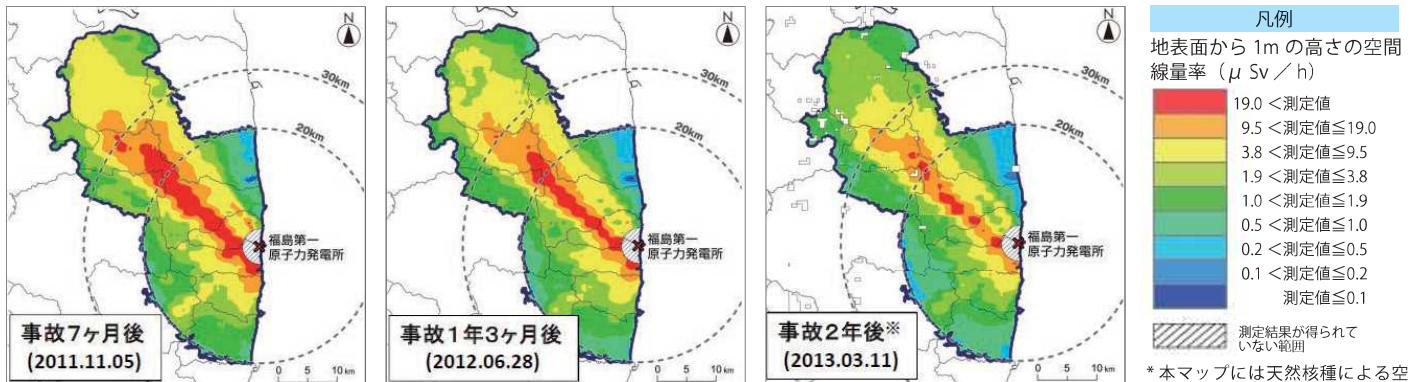 N
30km
20km
福島第一
原子力発電所
事故7ヶ月後
(2011.11.05)
0
10 km
N
30km
20km
福島第一
原子力発電所
事故1年3ヶ月後
(2012.06.28)
0
10 km
N
30km
20km
福島第一
原子力発電所
事故2年後※
(2013.03.11)
0
10 km
凡例
地表面から1mの高さの空間
線量率(μ Sv/h)
19.0<測定値
9.5<測定値≦19.0
3.8<測定値≦9.5
1.9<測定値≦3.8
1.0<測定値≦1.9
0.5<測定値≦1.0
0.2<測定値≦0.5
0.1<測定値≦0.2
測定値≦0.1
測定結果が得られて
いない範囲
*本マップには天然核種による空